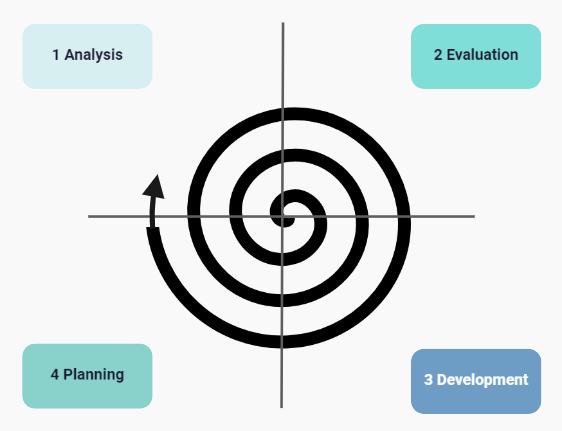 1 Analysis
2 Evaluation
4 Planning
3 Development